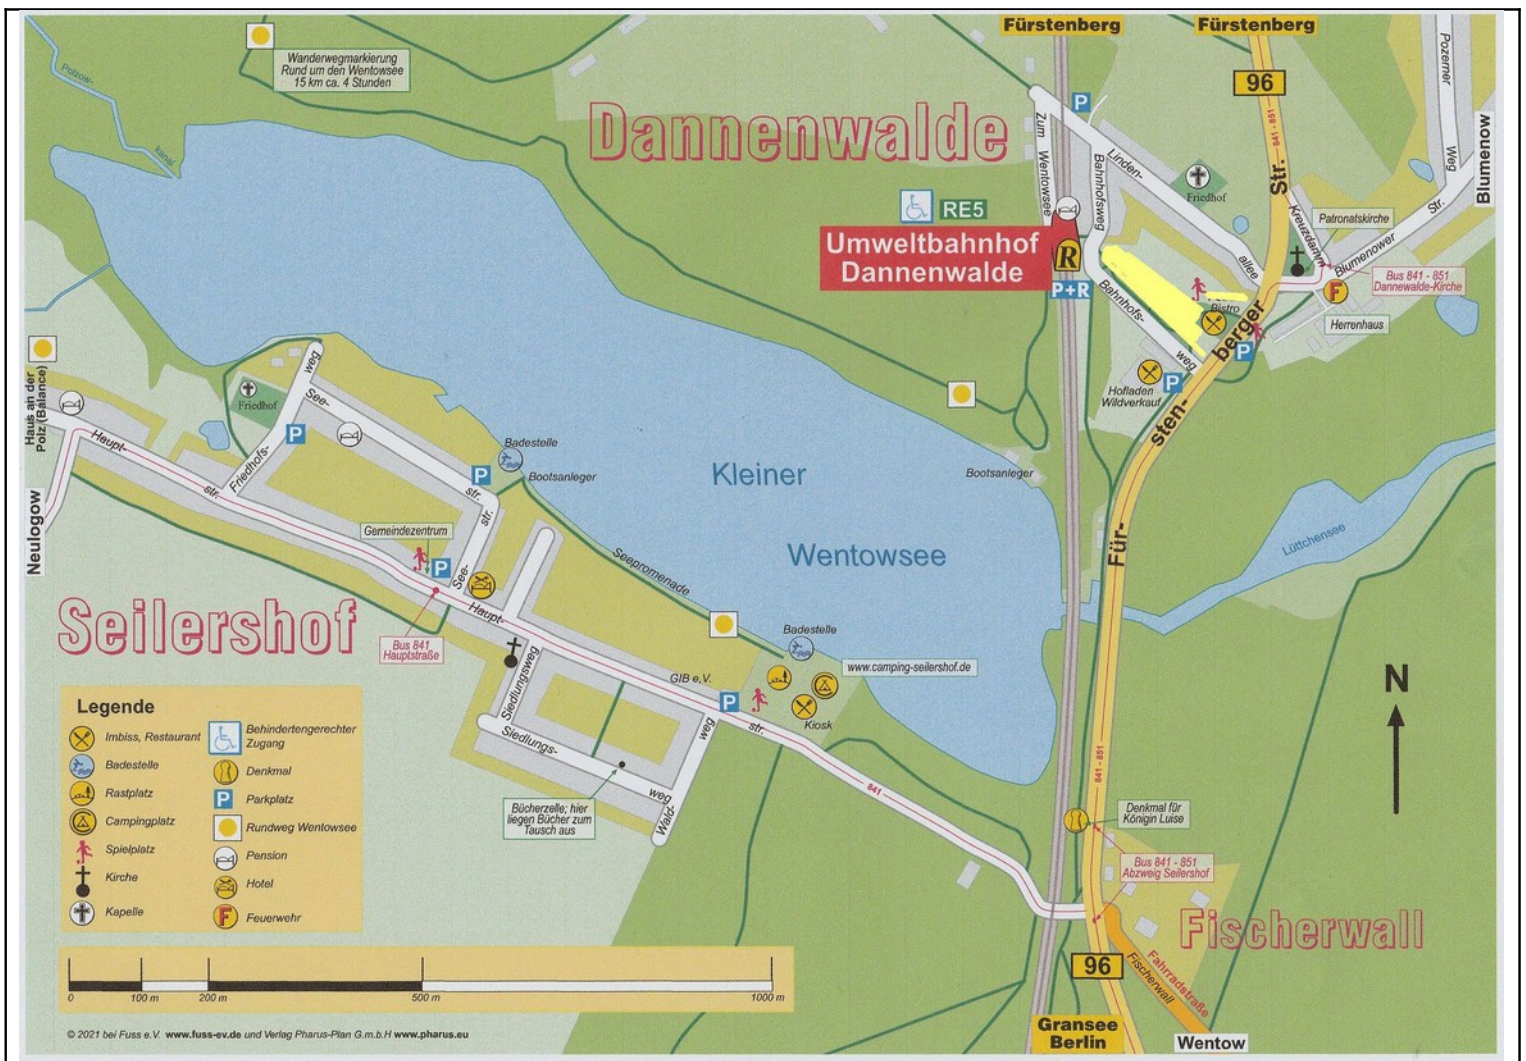 Fürstenberg
Fürstenberg
96
841 - 851
Wanderwegmarkierung
Rund um den Wentowsee
15 km ca. 4 Stunden
Polzow-
kanal
Dannenwalde
P
Zum Wentowsee
Bahnhofsweg
Linden-
allee
Friedhof
Str.
Kreuzdamm
Patronatskirche
Blumenower Str.
Pozerner Weg
Blumenow
RE5
Umweltbahnhof
Dannenwalde
R
P+R
Bus 841 - 851
Dannewalde-Kirche
F
Herrenhaus
Bistro
P
Bahnhofs-
weg
berger
sten-
Für-
Hofladen
Wildverkauf
P
Haus an der
Polz (Balance)
Neulogow
Haupt-
str.
Friedhof
Friedhofs-
weg
P
See-
str.
P
Badestelle
Bootsanleger
Bootsanleger
Kleiner
Wentowsee
Lüttchensee
Gemeindezentrum
P
See-
str.
Seepromenade
Seilershof
Bus 841
Hauptstraße
Haupt-
str.
Siedlungsweg
Siedlungs-
weg
Wald-
weg
GIB e,V.
P
Badestelle
www.camping-seilershof.de
Kiosk
841
Bücherzelle; hier
liegen Bücher zum
Tausch aus
N
841 - 851
Denkmal für
Königin Luise
Bus 841 - 851
Abzweig Seilershof
Fischerwall
Fahrradstraße
Fischerwall
96
Gransee
Berlin
Wentow
Legende
Imbiss, Restaurant
Badestelle
Rastplatz
Campingplatz
Spielplatz
Kirche
Kapelle
Behindertengerechter
Zugang
Denkmal
P Parkplatz
Rundweg Wentowsee
Pension
Hotel
F Feuerwehr
0 100 m 200 m 500 m 1000 m
© 2021 bei Fuss e.V. www.fuss-ev.de und Verlag Pharus-Plan G.m.b.H www.pharus.eu